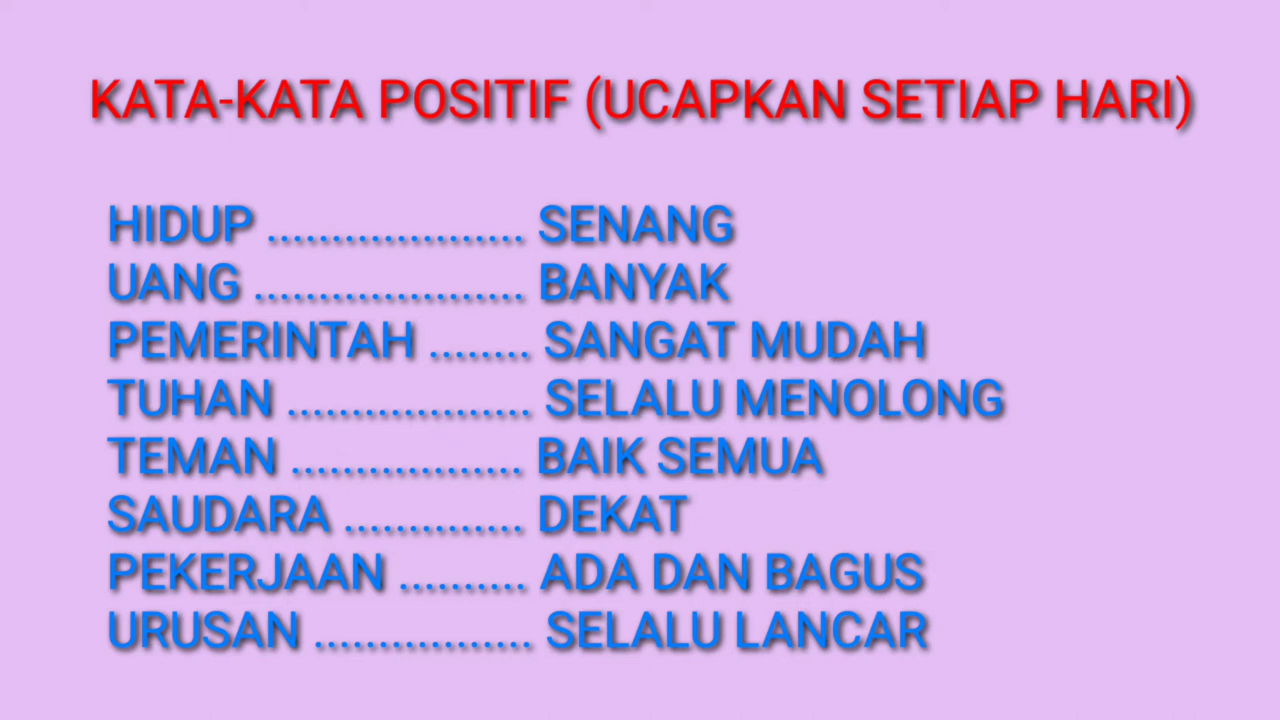 KATA-KATA POSITIF (UCAPKAN SETIAP HARI)
HIDUP .................... SENANG
UANG ..................... BANYAK
PEMERINTAH ........ SANGAT MUDAH
TUHAN ................... SELALU MENOLONG
TEMAN .................. BAIK SEMUA
SAUDARA .............. DEKAT
PEKERJAAN .......... ADA DAN BAGUS
URUSAN ................. SELALU LANCAR